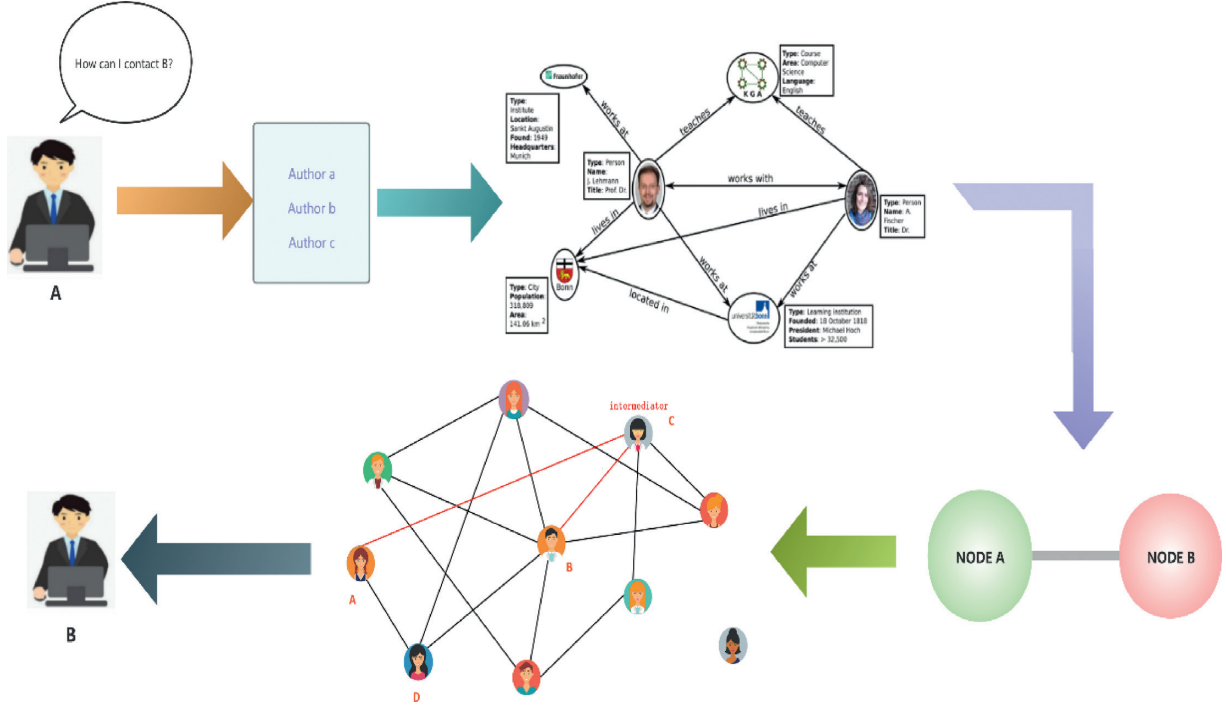 How can I contact B?
A
Author a
Author b
Author c
Fraunhofer
Type:
Institute
Location:
Sankt Augustin
Found: 1949
Headquarters:
Munich
works at
teaches
K G A
Type: Course
Area: Computer
Science
Language:
English
teaches
Type: Person
Name:
J. Lehmann
Title: Prof. Dr.
works with
Type: Person
Name: A.
Fischer
Title: Dr.
lives in
lives in
works at
works at
Bonn
Type: City
Population:
318,809
Area:
141.06 km 2
located in
universitätbonn
Type: Learning Institution
Founded: 18 October 1818
President: Michael Hoch
Students: > 32,500
NODE A
NODE B
intermediator
C
B
A
D
B